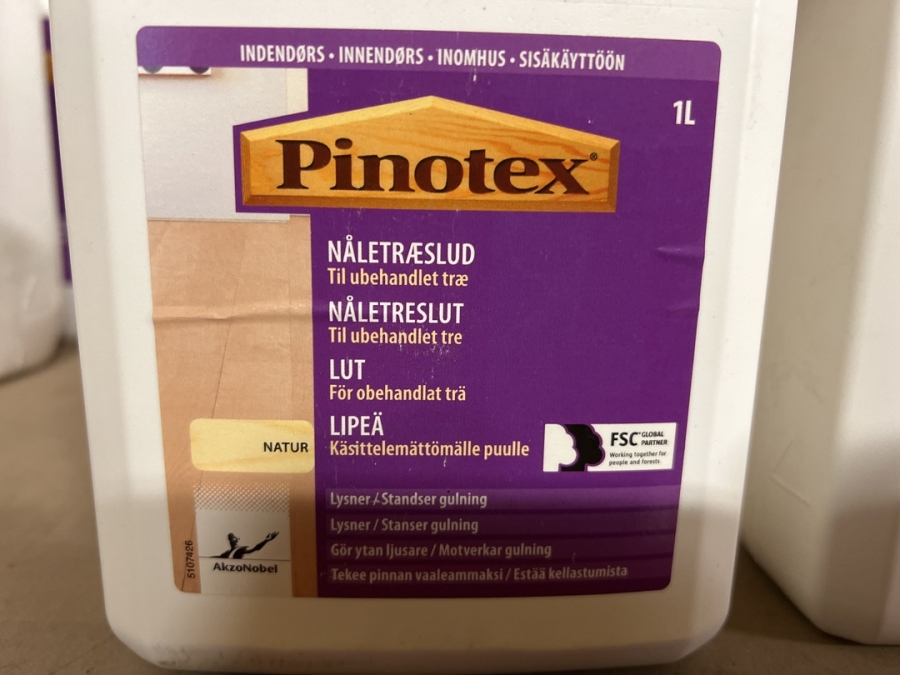 INDENDØRS • INNENDØRS • INOMHUS • SISÄKÄYTTÖÖN
1L
Pinotex®
NÅLETRÆSLUD
Til ubehandlet træ
NÅLETRESLUT
Til ubehandlet tre
LUT
För obehandlat trä
LIPEÄ
Käsittelemättömälle puulle
NATUR
FSC® GLOBAL
PARTNER
Working together for
people and forests
Lysner / Standser gulning
Lysner / Stanser gulning
Gör ytan ljusare / Motverkar gulning
Tekee pinnan vaaleammaksi / Estää kellastumista
AkzoNobel
5107426